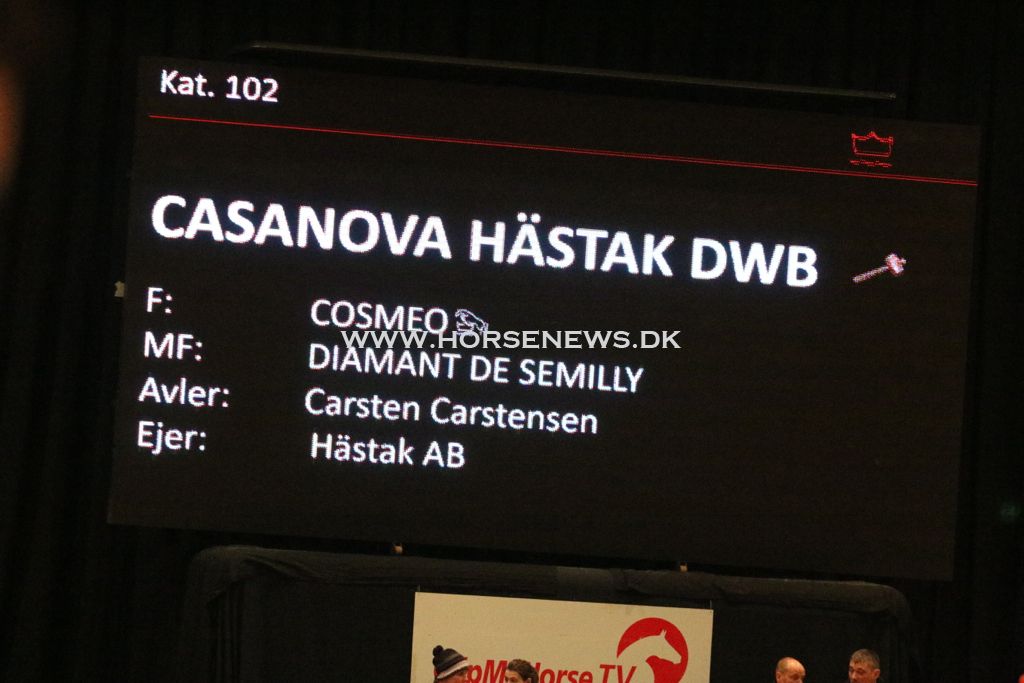 Kat. 102
CASANOVA HÄSTAK DWB
F: COSMEO
WWW.HORSENEWS.DK
MF: DIAMANT DE SEMILLY
Avler: Carsten Carstensen
Ejer: Hästak AB
TV